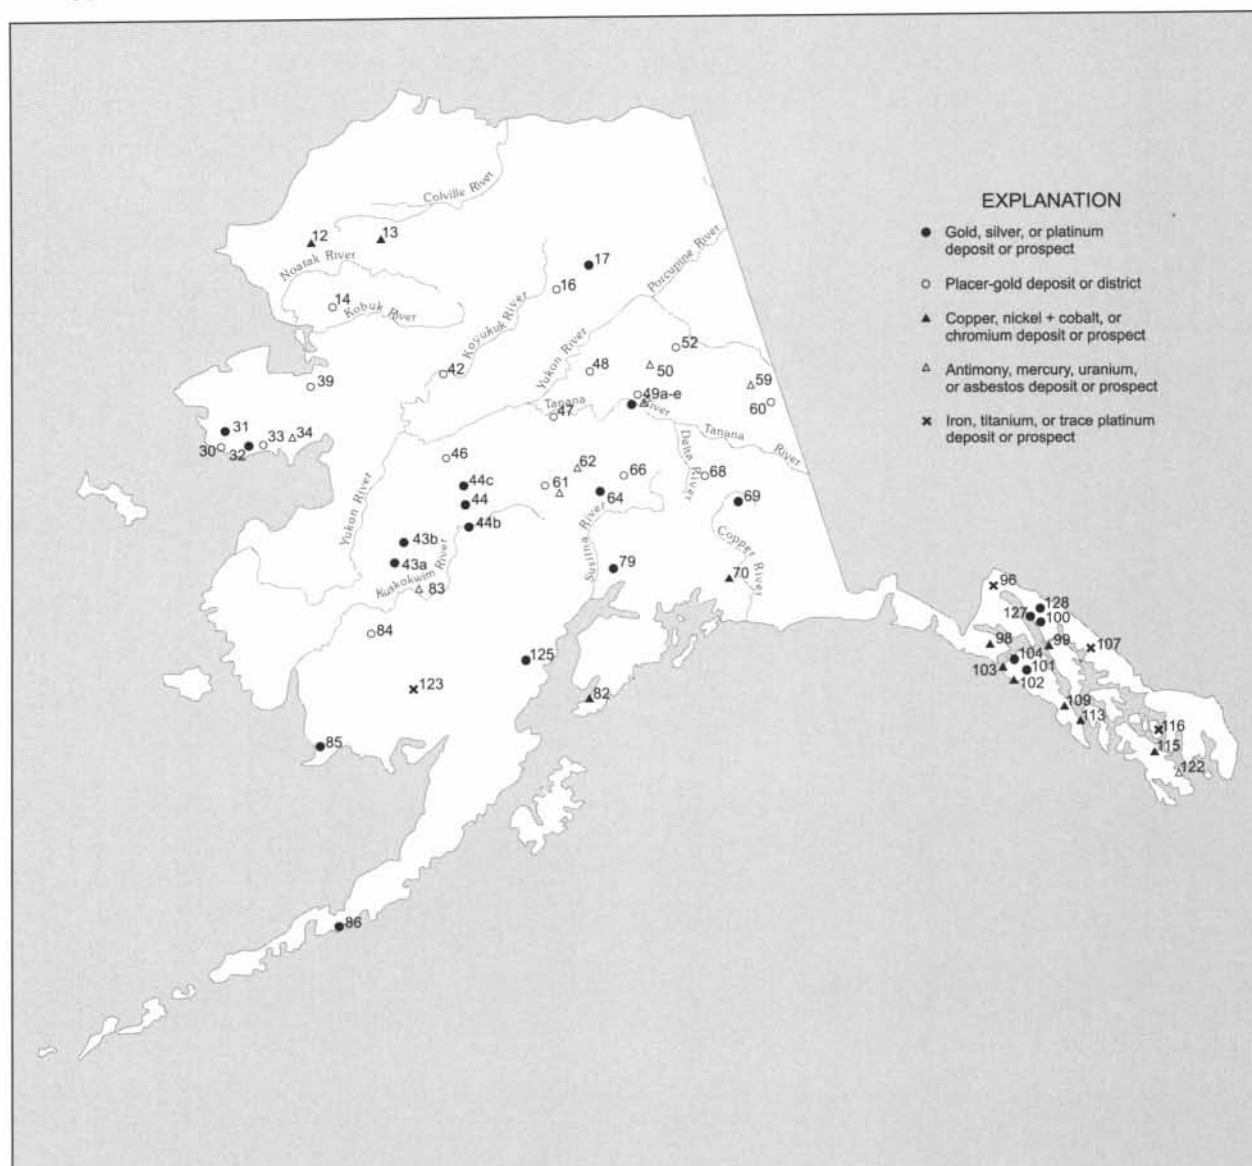 EXPLANATION
Gold, silver, or platinum
deposit or prospect
Placer-gold deposit or district
Copper, nickel + cobalt, or
chromium deposit or prospect
Antimony, mercury, uranium,
or asbestos deposit or prospect
Iron, titanium, or trace platinum
deposit or prospect
Colville River
12
13
Noatak River
17
16
Porcupine River
14
Kobuk River
Koyukuk River
52
42
Yukon River
48
50
59
39
49a-e
60
Tanana
River
47
31
33
34
30
32
Tanana
River
46
62
Delta River
44c
61
66
68
64
69
44
44b
Yukon River
43b
Susitna River
Copper River
43a
79
70
Kuskokwim River
83
96
128
127
100
84
98
99
107
125
104
103
101
123
102
82
109
113
116
85
115
122
86